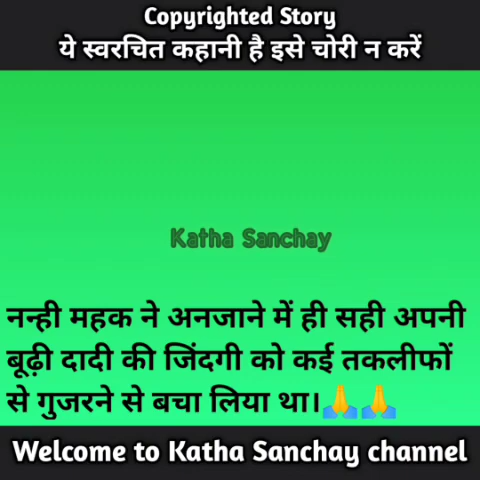 Copyrighted Story
ये स्वरचित कहानी है इसे चोरी न करें
Katha Sanchay
नन्ही महक ने अनजाने में ही सही अपनी
बूढ़ी दादी की जिंदगी को कई तकलीफों
से गुजरने से बचा लिया था।🙏🙏
Welcome to Katha Sanchay channel